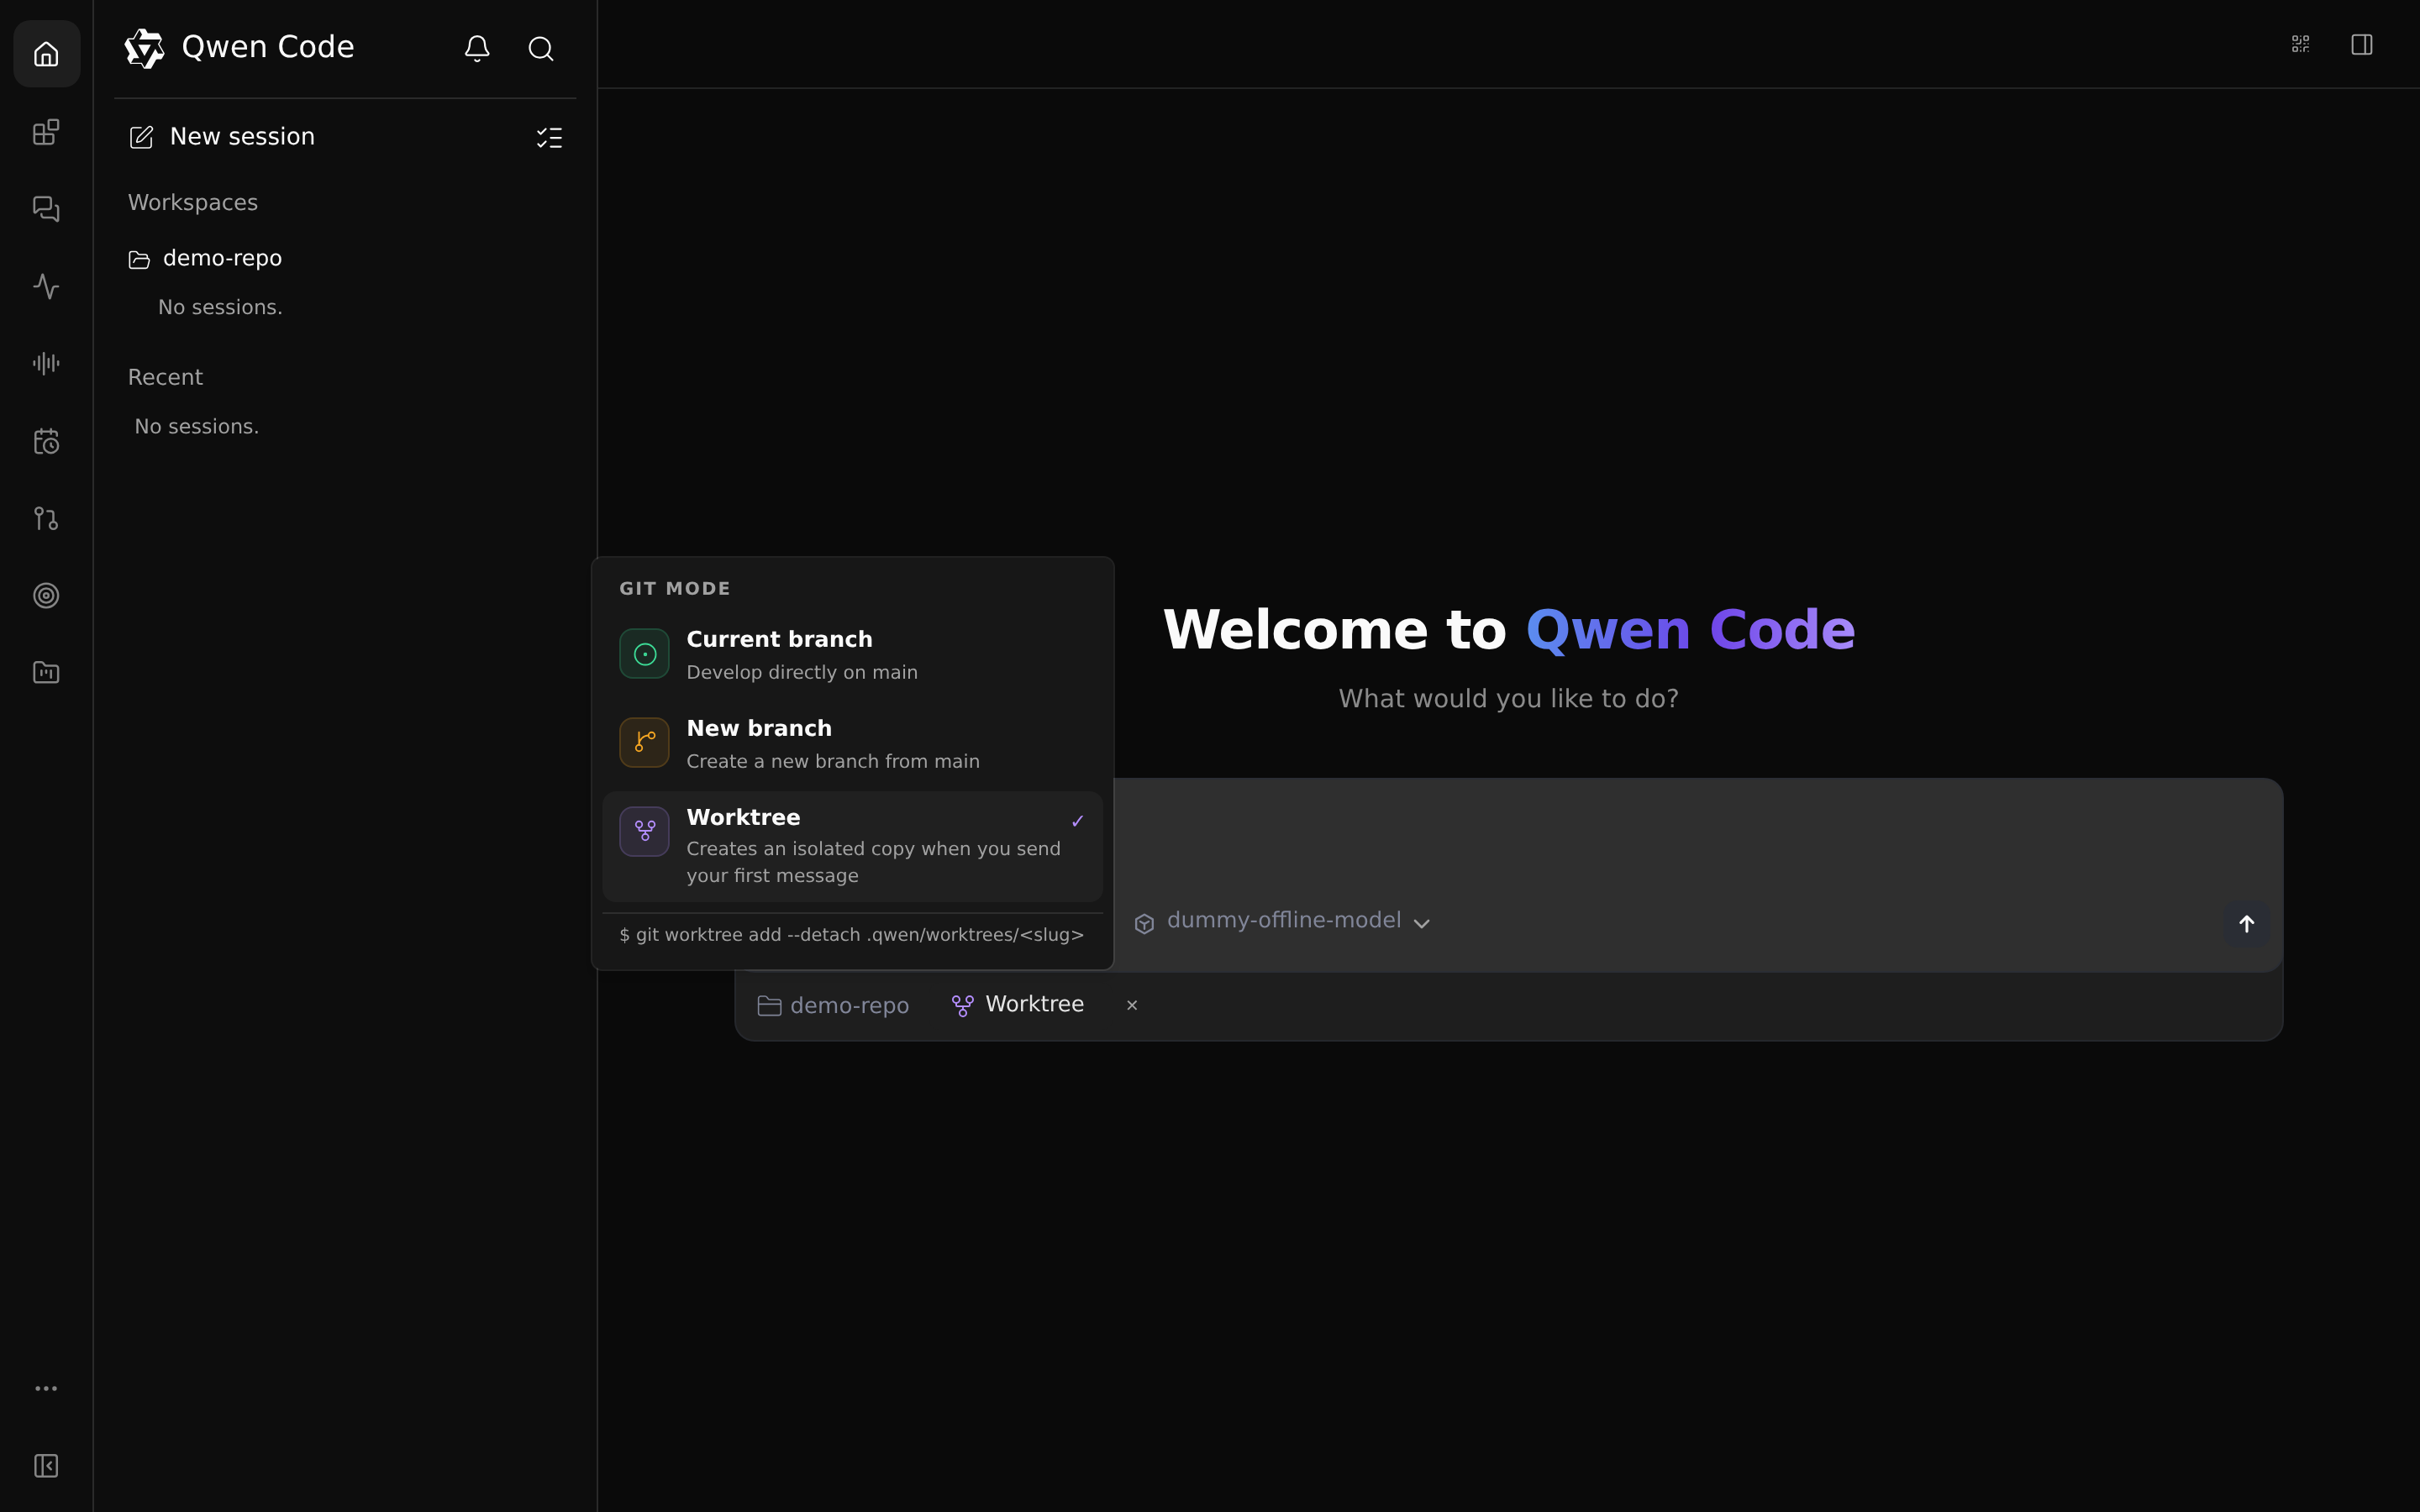 Qwen Code
New session
Workspaces
demo-repo
No sessions.
Recent
No sessions.
GIT MODE
Current branch
Develop directly on main
New branch
Create a new branch from main
Worktree ✓
Creates an isolated copy when you send
your first message
$ git worktree add --detach .qwen/worktrees/<slug>
Welcome to Qwen Code
What would you like to do?
dummy-offline-model
demo-repo Worktree ×